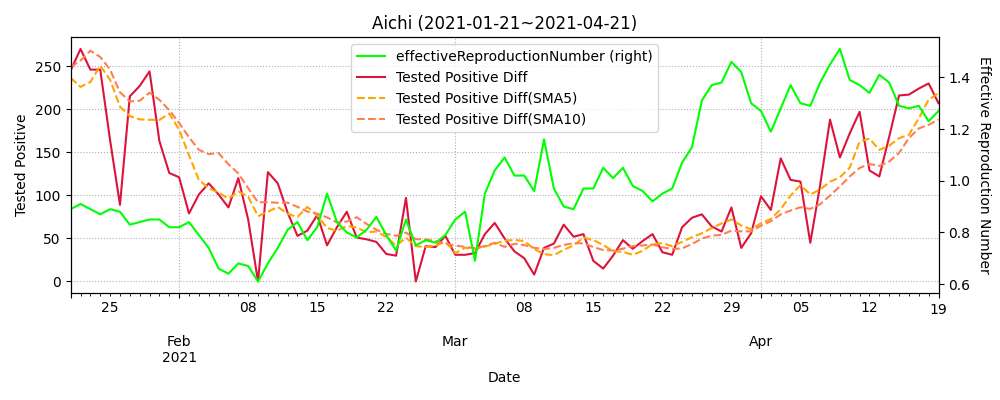 Aichi (2021-01-21~2021-04-21)
effectiveReproductionNumber (right)
Tested Positive Diff
Tested Positive Diff(SMA5)
Tested Positive Diff(SMA10)
Tested Positive
250
200
150
100
50
0
1.4
1.2
1.0
0.8
0.6
Effective Reproduction Number
25 08 15 22 08 15 22 29 05 12 19
Feb Mar Apr
2021
Date